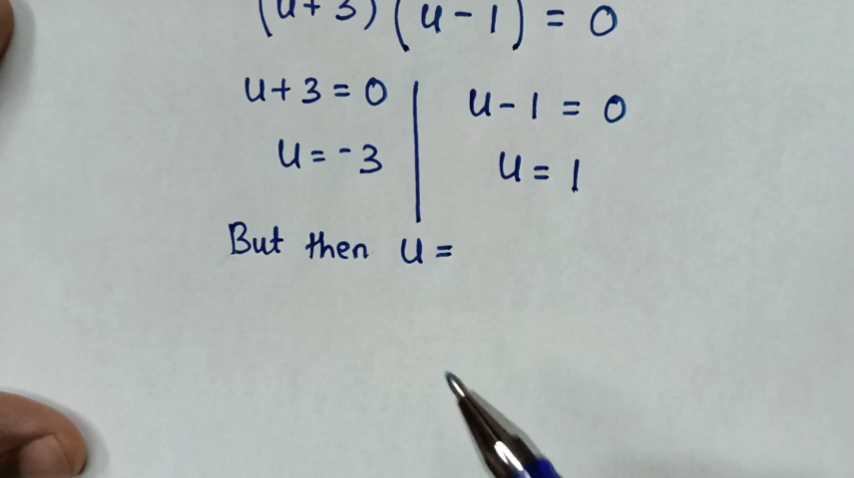 (u+3)(u-1) = 0
u+3=0 | u-1 = 0
u=-3 | u= 1
But then u=